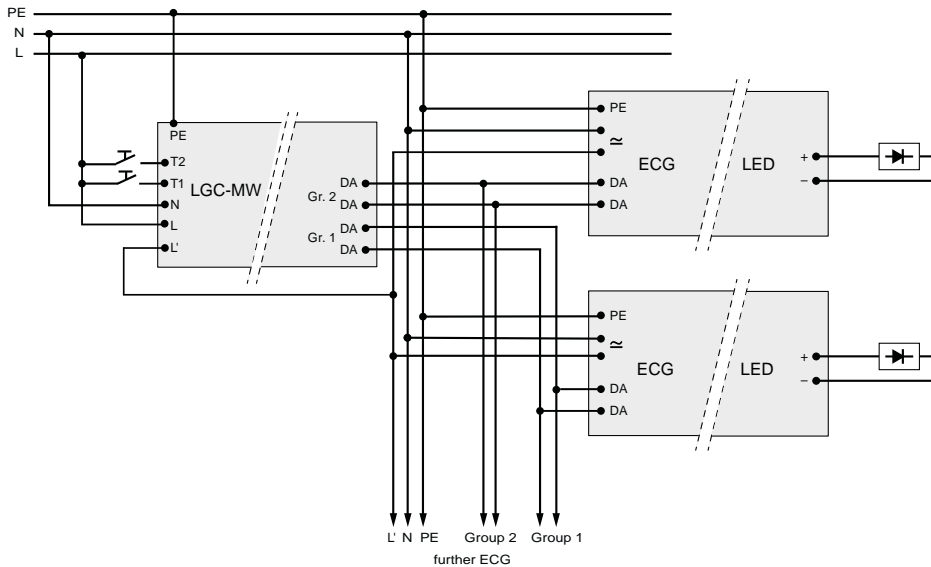 PE
N
L
PE
T2
T1
N
L
L'
LGC-MW
DA
Gr. 2
DA
DA
Gr. 1
DA
PE
≃
ECG
LED
+
–
DA
DA
PE
≃
ECG
LED
+
–
DA
DA
L' N PE Group 2 Group 1
further ECG